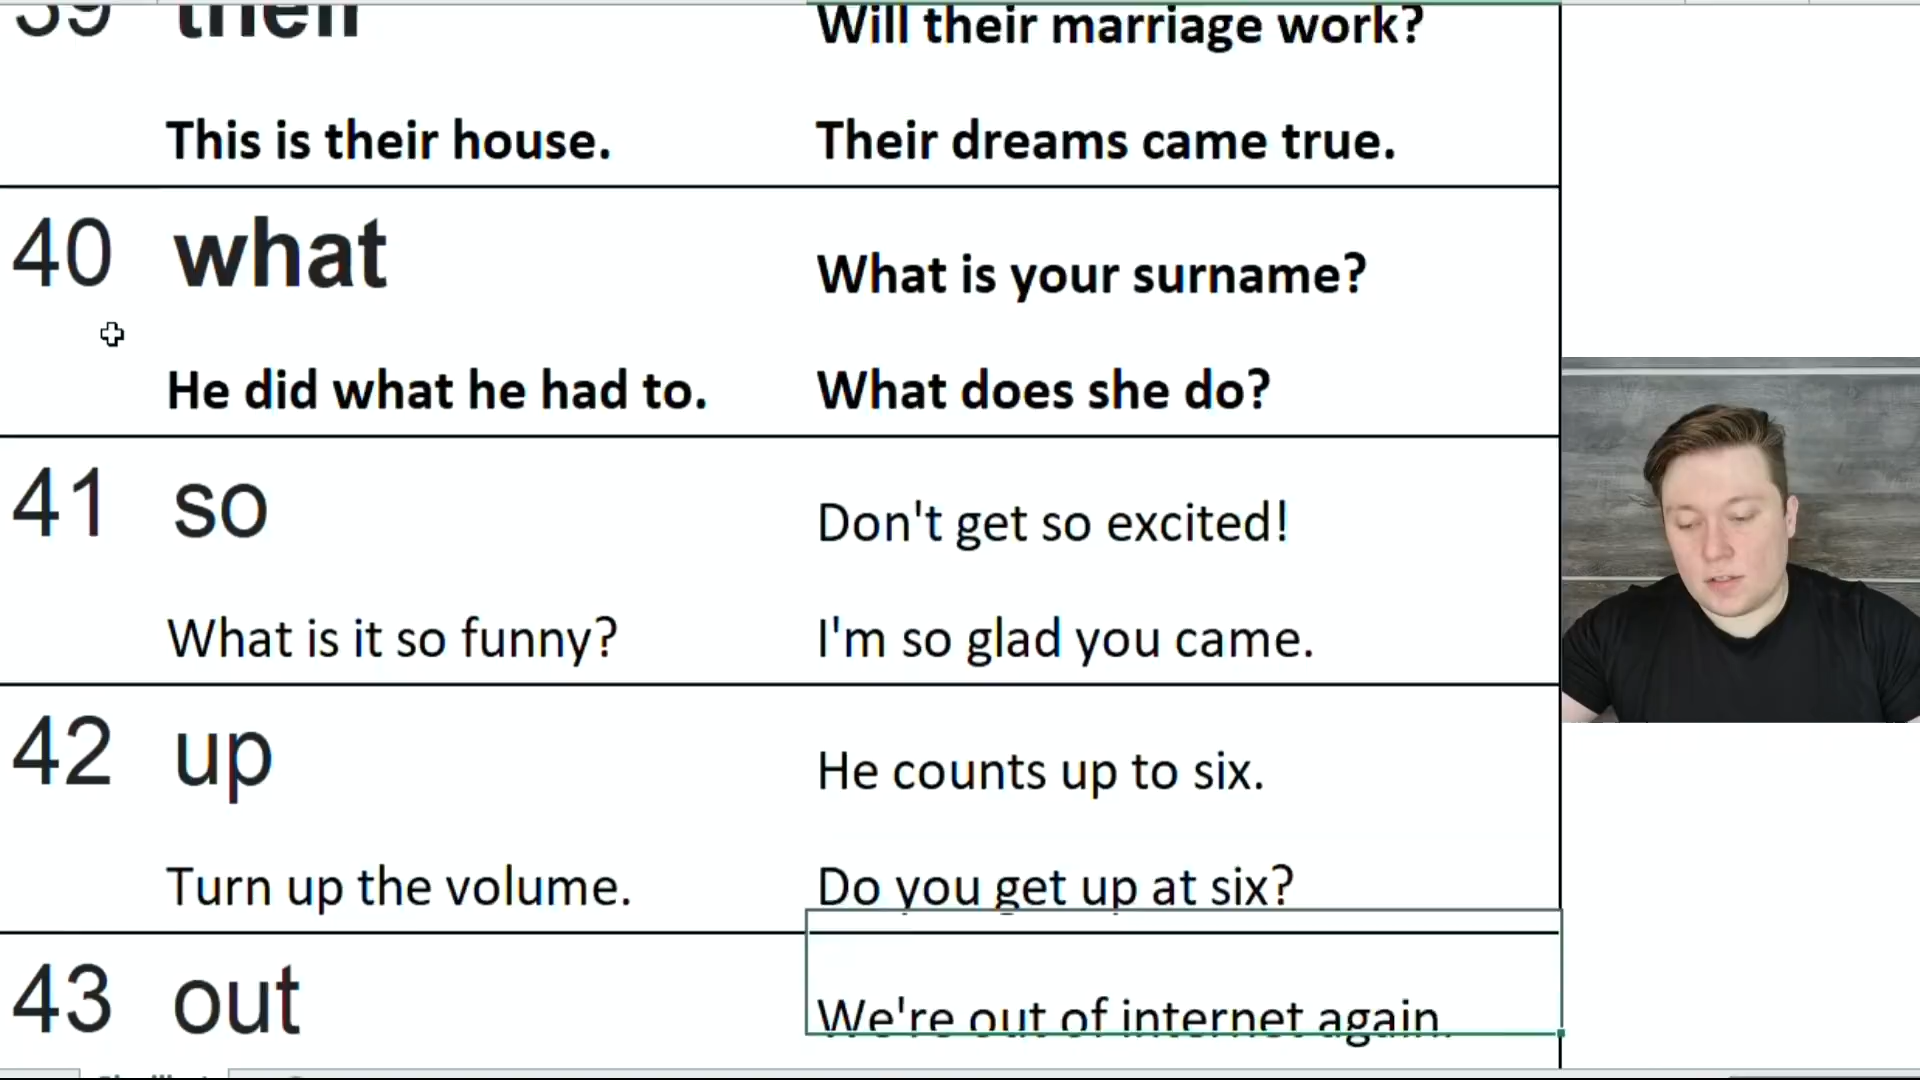 39 their Will their marriage work?
This is their house. Their dreams came true.
40 what What is your surname?
He did what he had to. What does she do?
41 so Don't get so excited!
What is it so funny? I'm so glad you came.
42 up He counts up to six.
Turn up the volume. Do you get up at six?
43 out We're out of internet again.